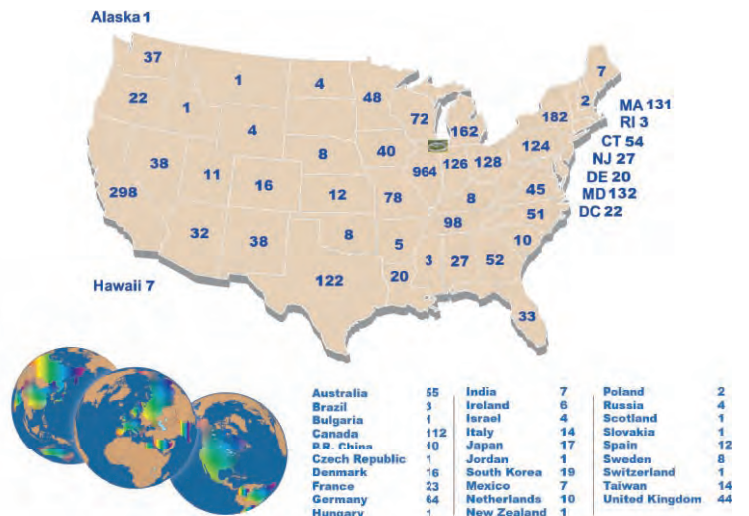 Alaska 1
37
1
4
48
7
22
1
4
72
162
182
2
MA 131
RI 3
CT 54
NJ 27
DE 20
MD 132
DC 22
38
11
16
8
40
964
126
128
124
298
12
78
8
45
51
98
32
38
8
5
10
3
27
52
122
20
33
Hawaii 7
Australia 55
Brazil 3
Bulgaria 1
Canada 112
P.R. China 10
Czech Republic 1
Denmark 16
France 23
Germany 64
Hungary 1
India 7
Ireland 6
Israel 4
Italy 14
Japan 17
Jordan 1
South Korea 19
Mexico 7
Netherlands 10
New Zealand 1
Poland 2
Russia 4
Scotland 1
Slovakia 1
Spain 12
Sweden 8
Switzerland 1
Taiwan 14
United Kingdom 44